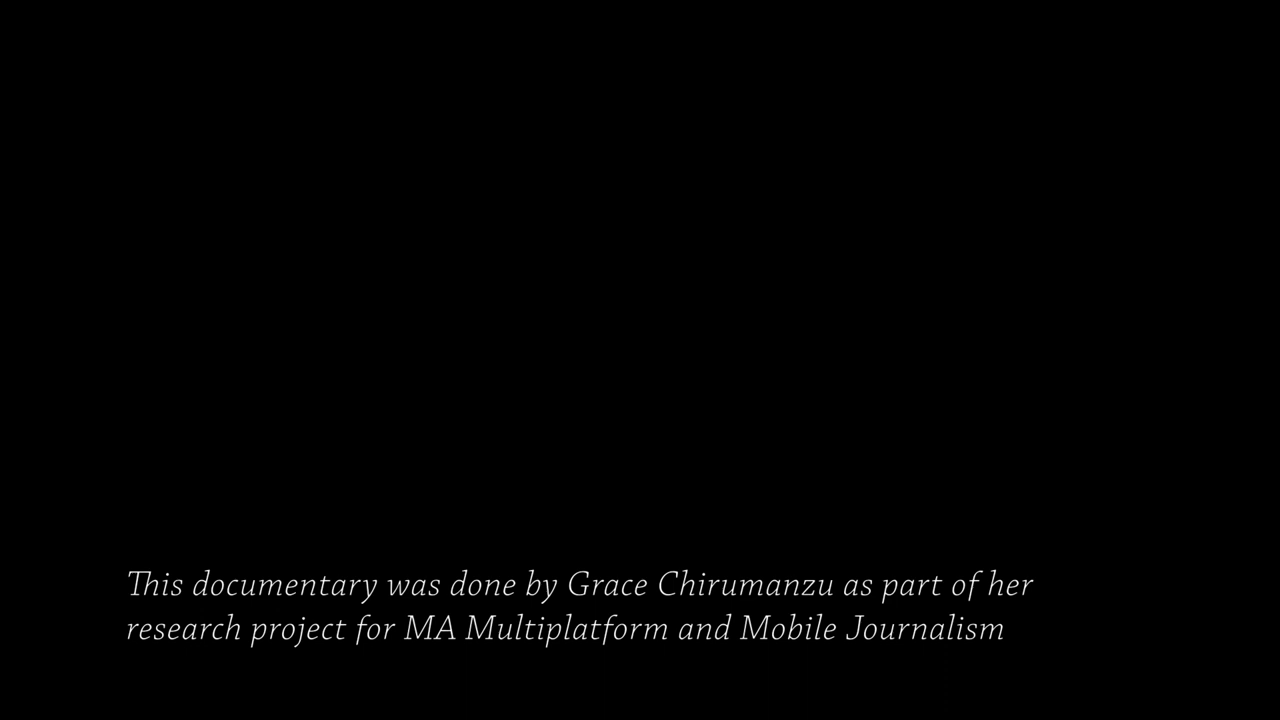 This documentary was done by Grace Chirumanzu as part of her
research project for MA Multiplatform and Mobile Journalism